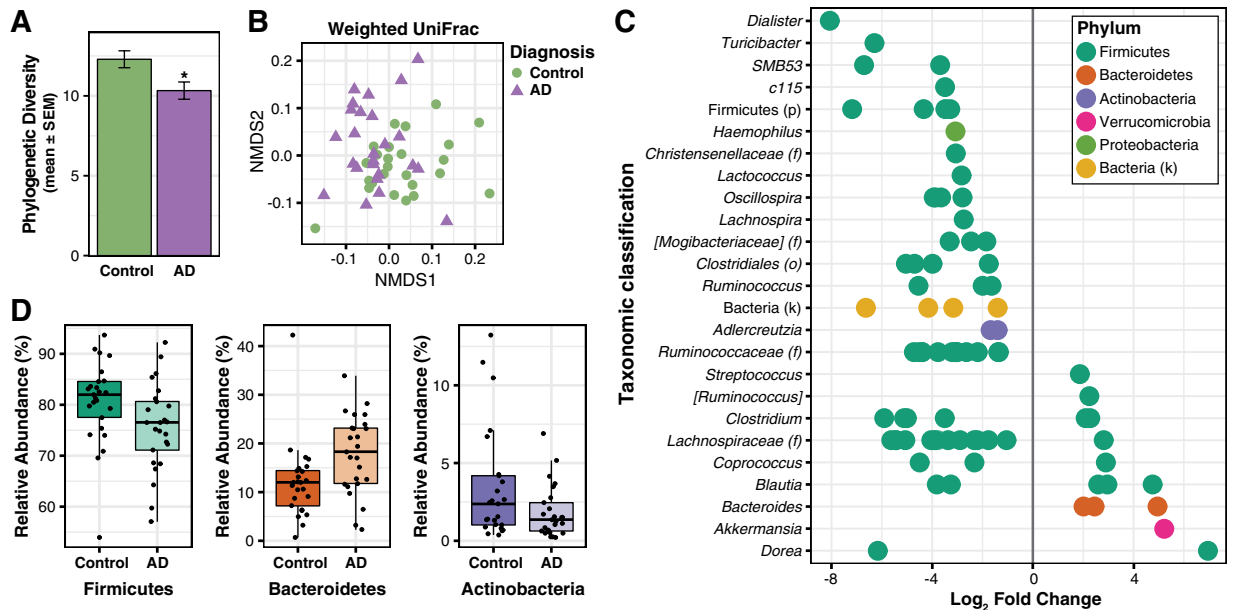 A
Phylogenetic Diversity
(mean ± SEM)
10
5
0
*
Control
AD
B
Weighted UniFrac
NMDS2
0.2
0.1
0.0
-0.1
-0.1
0.0
0.1
0.2
NMDS1
Diagnosis
Control
AD
C
Taxonomic classification
Dialister
Turicibacter
SMB53
c115
Firmicutes (p)
Haemophilus
Christensenellaceae (f)
Lactococcus
Oscillospira
Lachnospira
[Mogibacteriaceae] (f)
Clostridiales (o)
Ruminococcus
Bacteria (k)
Adlercreutzia
Ruminococcaceae (f)
Streptococcus
[Ruminococcus]
Clostridium
Lachnospiraceae (f)
Coprococcus
Blautia
Bacteroides
Akkermansia
Dorea
-8
-4
0
4
Log2 Fold Change
Phylum
Firmicutes
Bacteroidetes
Actinobacteria
Verrucomicrobia
Proteobacteria
Bacteria (k)
D
Relative Abundance (%)
90
80
70
60
Control
AD
Firmicutes
Relative Abundance (%)
40
30
20
10
0
Control
AD
Bacteroidetes
Relative Abundance (%)
10
5
0
Control
AD
Actinobacteria